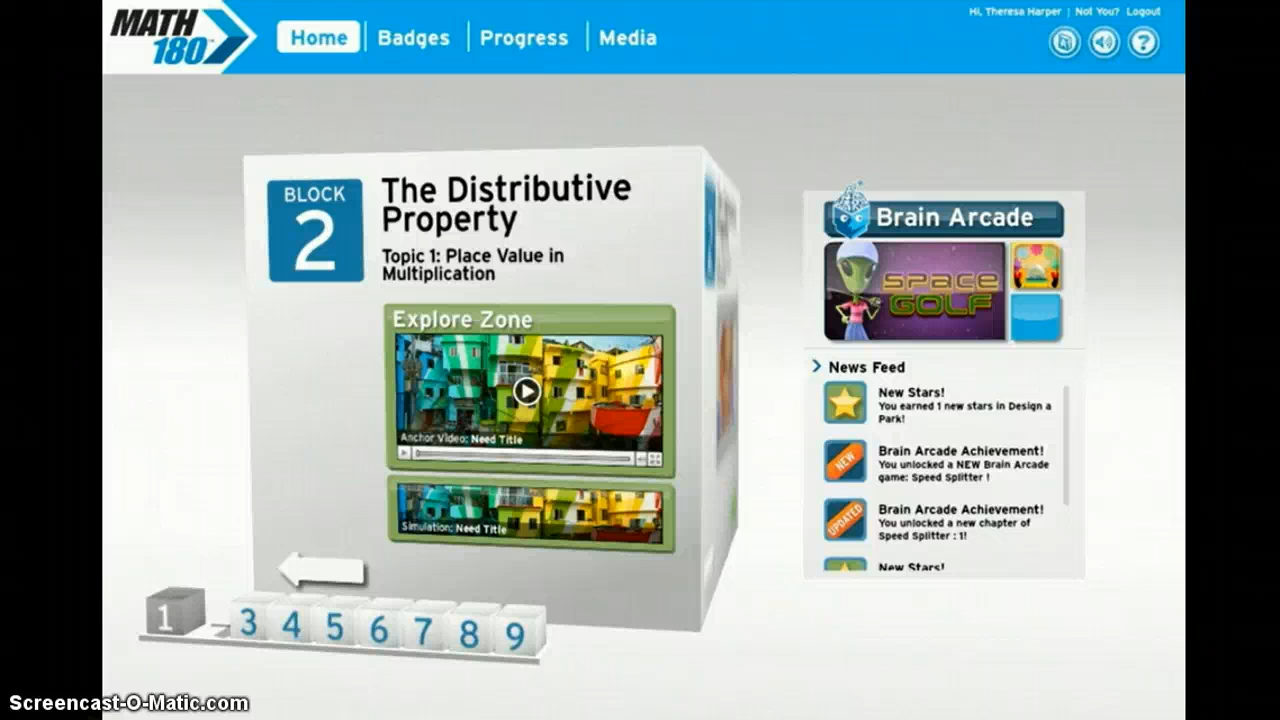 MATH
180
Home
Badges
Progress
Media
Hi, Theresa Harper | Not You? Logout
?
BLOCK
2
The Distributive
Property
Topic 1: Place Value in
Multiplication
Explore Zone
Anchor Video: Need Title
Simulation: Need Title
1
3 4 5 6 7 8 9
Brain Arcade
SPACE
GOLF
News Feed
New Stars!
You earned 1 new stars in Design a
Park!
NEW
Brain Arcade Achievement!
You unlocked a NEW Brain Arcade
game: Speed Splitter !
UPDATED
Brain Arcade Achievement!
You unlocked a new chapter of
Speed Splitter : 1!
New Stars!
Screencast-O-Matic.com